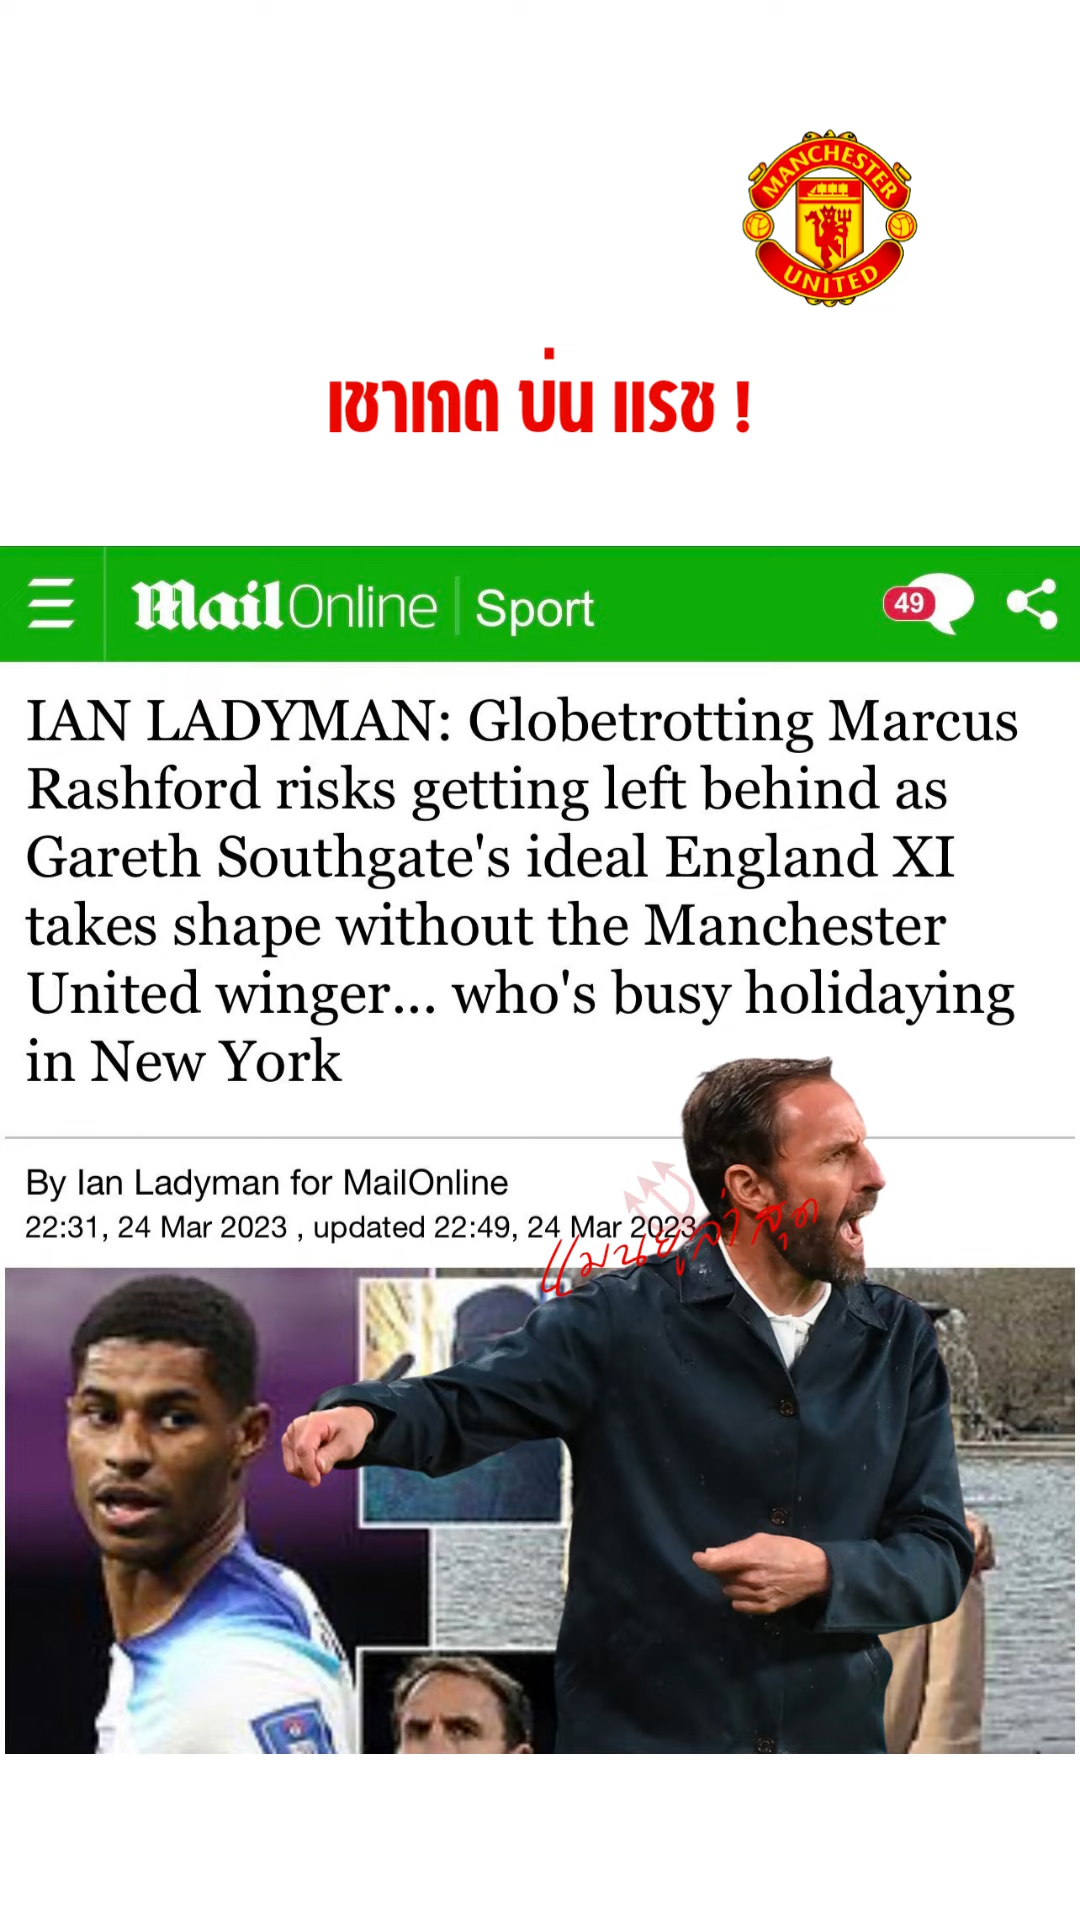 MANCHESTER
UNITED
เซาเกต บ่น แรช !
Mail Online Sport
49
IAN LADYMAN: Globetrotting Marcus
Rashford risks getting left behind as
Gareth Southgate's ideal England XI
takes shape without the Manchester
United winger... who's busy holidaying
in New York
By Ian Ladyman for MailOnline
22:31, 24 Mar 2023 , updated 22:49, 24 Mar 2023
แมนยูล่าสุด